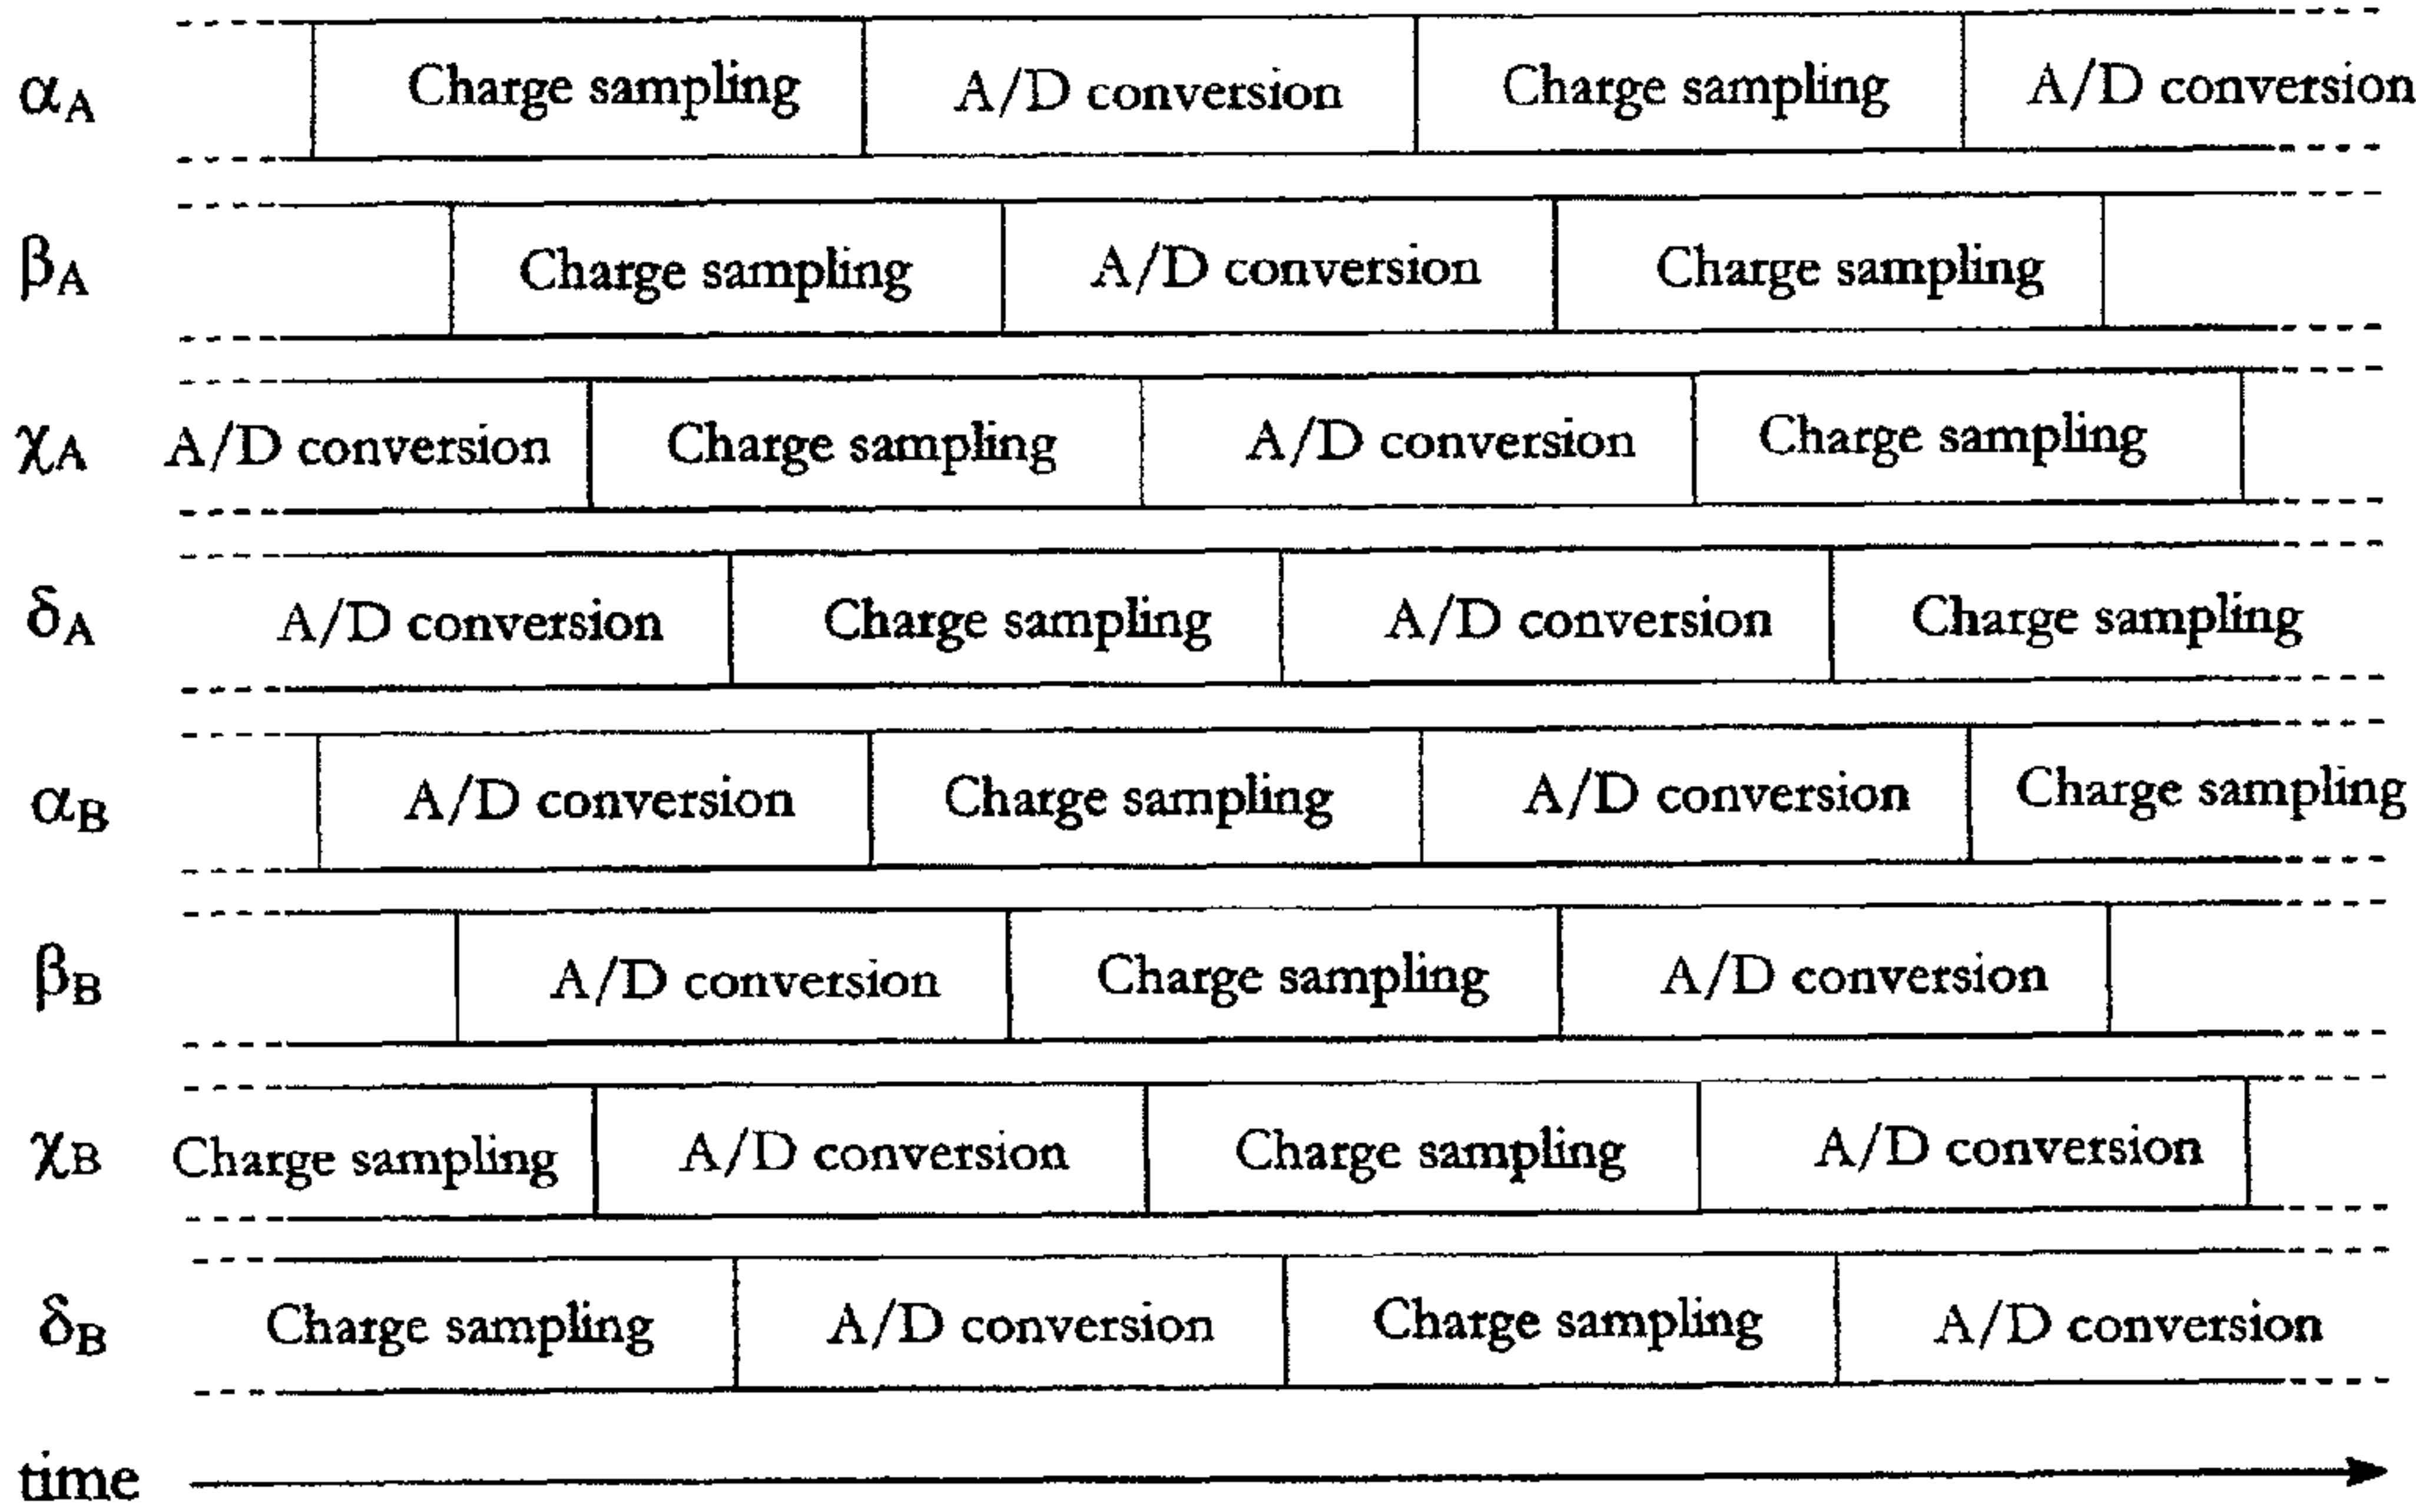 αA Charge sampling A/D conversion Charge sampling A/D conversion
βA Charge sampling A/D conversion Charge sampling
χA A/D conversion Charge sampling A/D conversion Charge sampling
δA A/D conversion Charge sampling A/D conversion Charge sampling
αB A/D conversion Charge sampling A/D conversion Charge sampling
βB A/D conversion Charge sampling A/D conversion
χB Charge sampling A/D conversion Charge sampling A/D conversion
δB Charge sampling A/D conversion Charge sampling A/D conversion
time